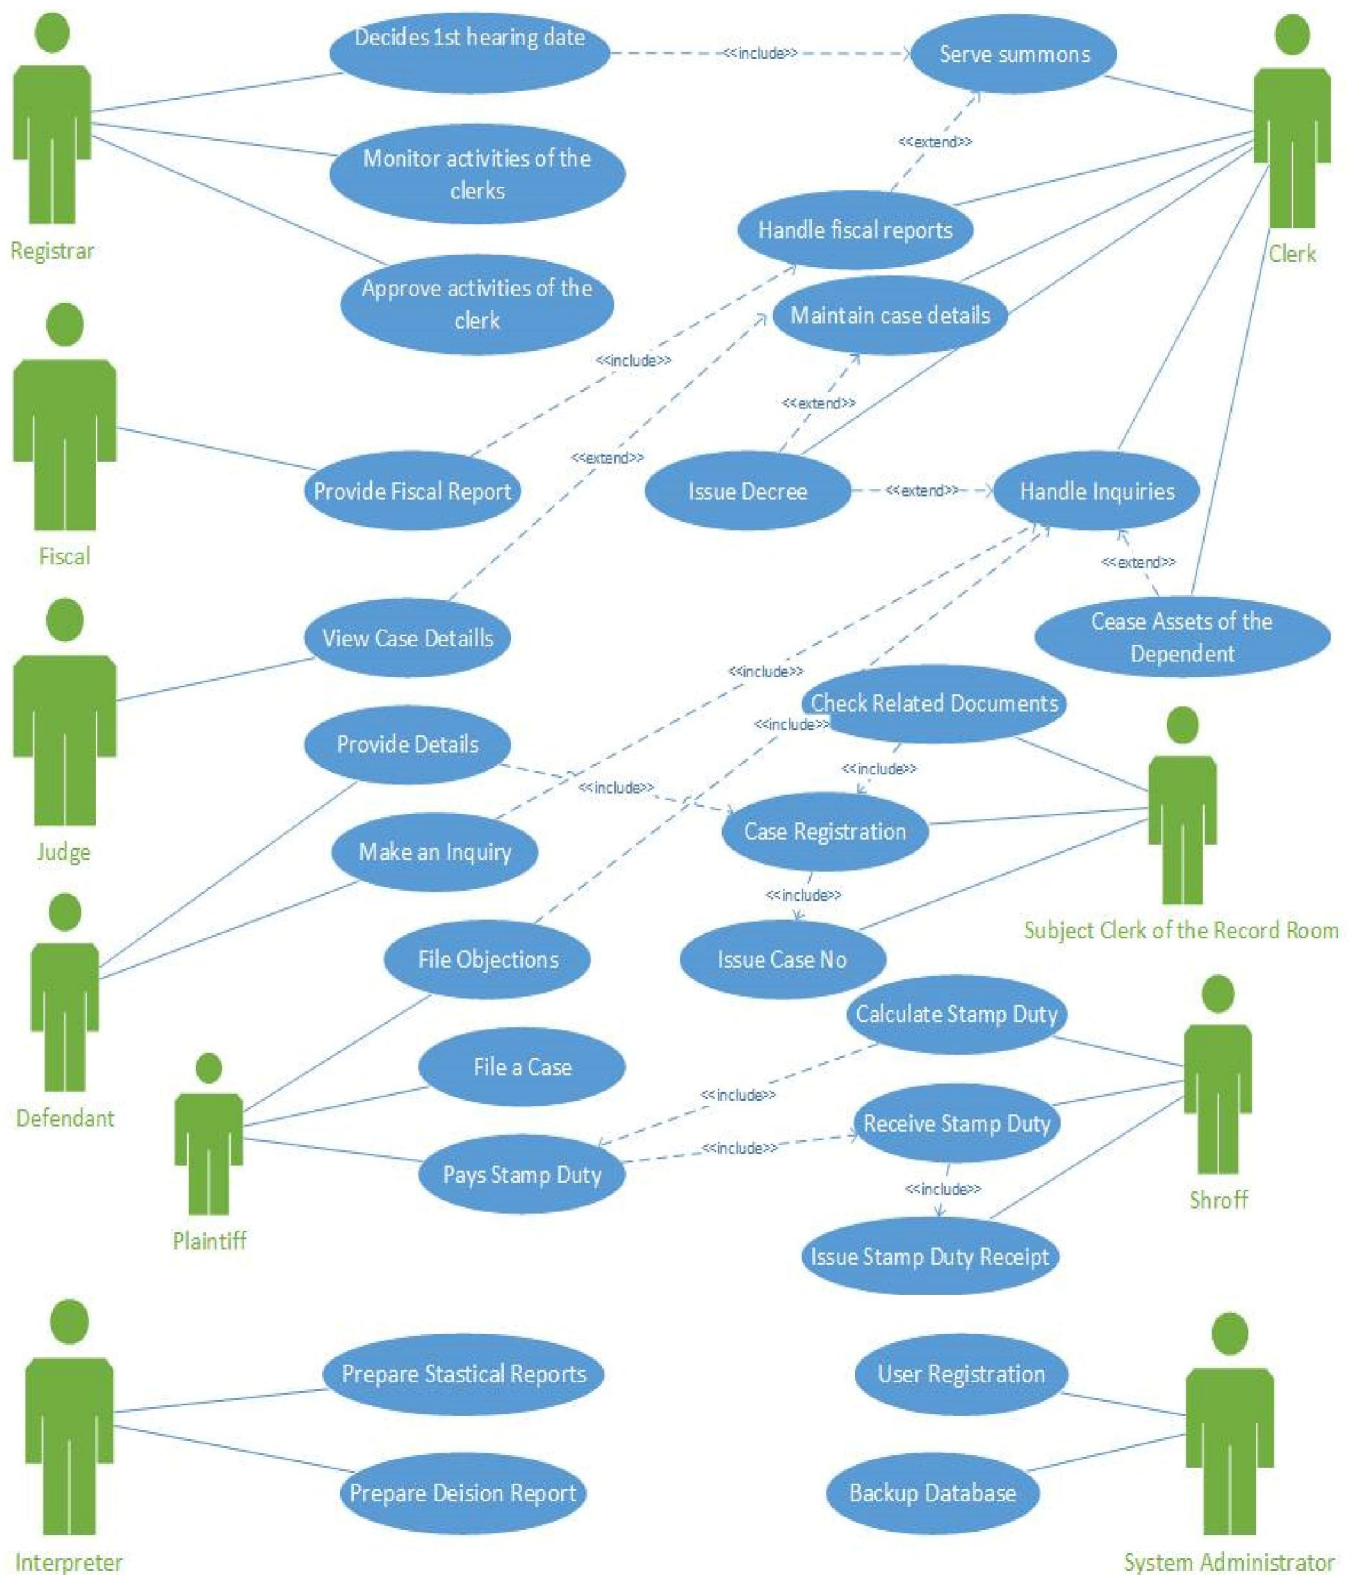 Decides 1st hearing date
<<include>>
Serve summons
<<extend>>
Monitor activities of the
clerks
Registrar
Handle fiscal reports
Clerk
Approve activities of the
clerk
Maintain case details
<<include>>
<<extend>>
<<extend>>
Provide Fiscal Report
Issue Decree
<<extend>>
Handle Inquiries
Fiscal
<<extend>>
View Case Detaills
Cease Assets of the
Dependent
<<include>>
Check Related Documents
<<include>>
Provide Details
<<include>>
<<include>>
Case Registration
Judge
Make an Inquiry
<<include>>
Subject Clerk of the Record Room
File Objections
Issue Case No
Calculate Stamp Duty
File a Case
<<include>>
Defendant
Receive Stamp Duty
<<include>>
Pays Stamp Duty
<<include>>
Shroff
Plaintiff
Issue Stamp Duty Receipt
Prepare Stastical Reports
User Registration
Prepare Deision Report
Backup Database
Interpreter
System Administrator